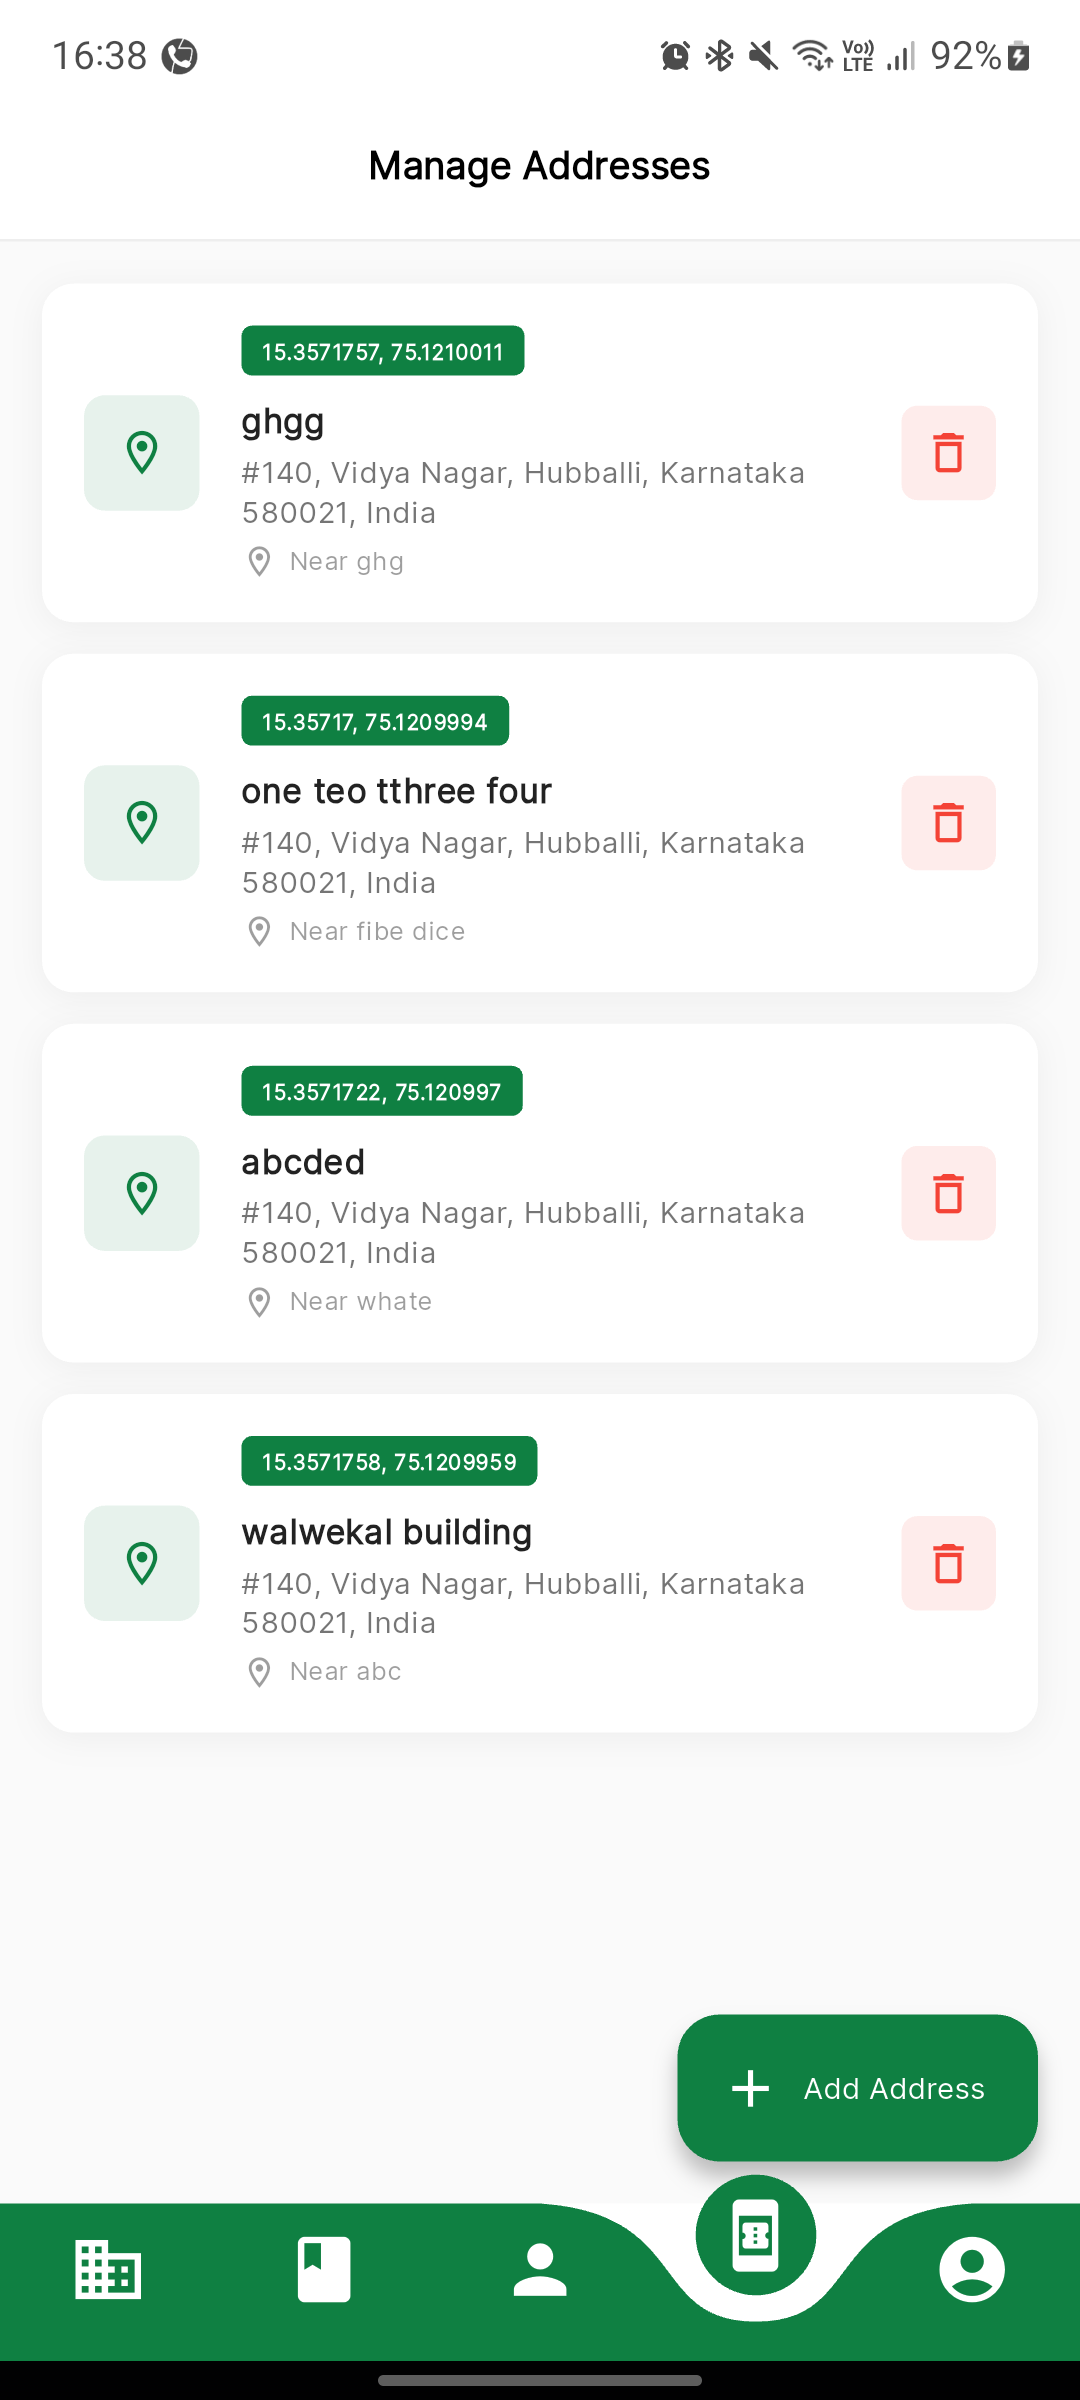 16:38
Vo)) LTE 92%
Manage Addresses
15.3571757, 75.1210011
ghgg
#140, Vidya Nagar, Hubballi, Karnataka
580021, India
Near ghg
15.35717, 75.1209994
one teo tthree four
#140, Vidya Nagar, Hubballi, Karnataka
580021, India
Near fibe dice
15.3571722, 75.120997
abcded
#140, Vidya Nagar, Hubballi, Karnataka
580021, India
Near whate
15.3571758, 75.1209959
walwekal building
#140, Vidya Nagar, Hubballi, Karnataka
580021, India
Near abc
Add Address